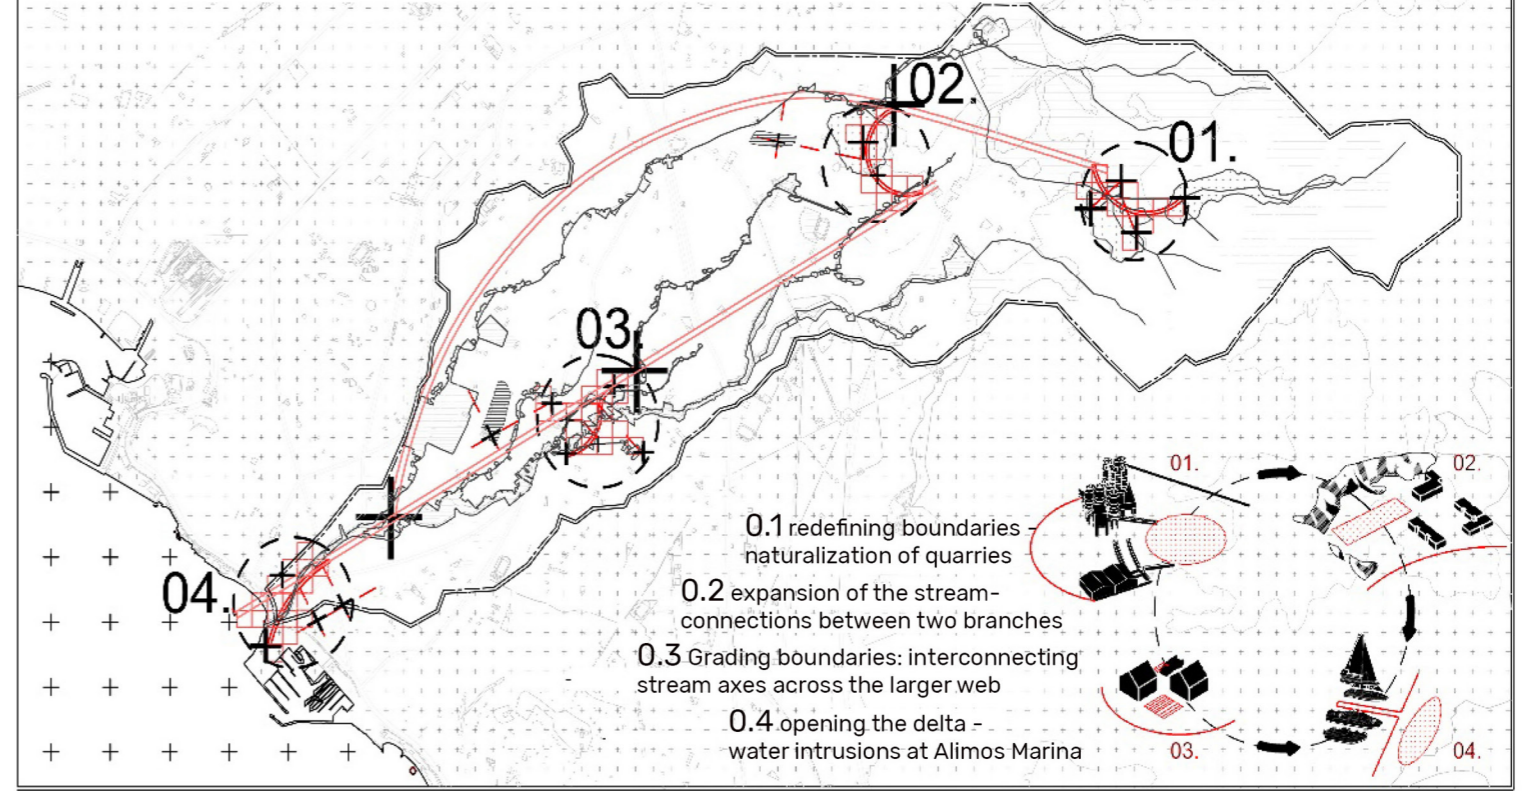 02.
01.
03.
04.
0.1 redefining boundaries -
naturalization of quarries
0.2 expansion of the stream-
connections between two branches
0.3 Grading boundaries: interconnecting
stream axes across the larger web
0.4 opening the delta -
water intrusions at Alimos Marina
01.
02.
03.
04.